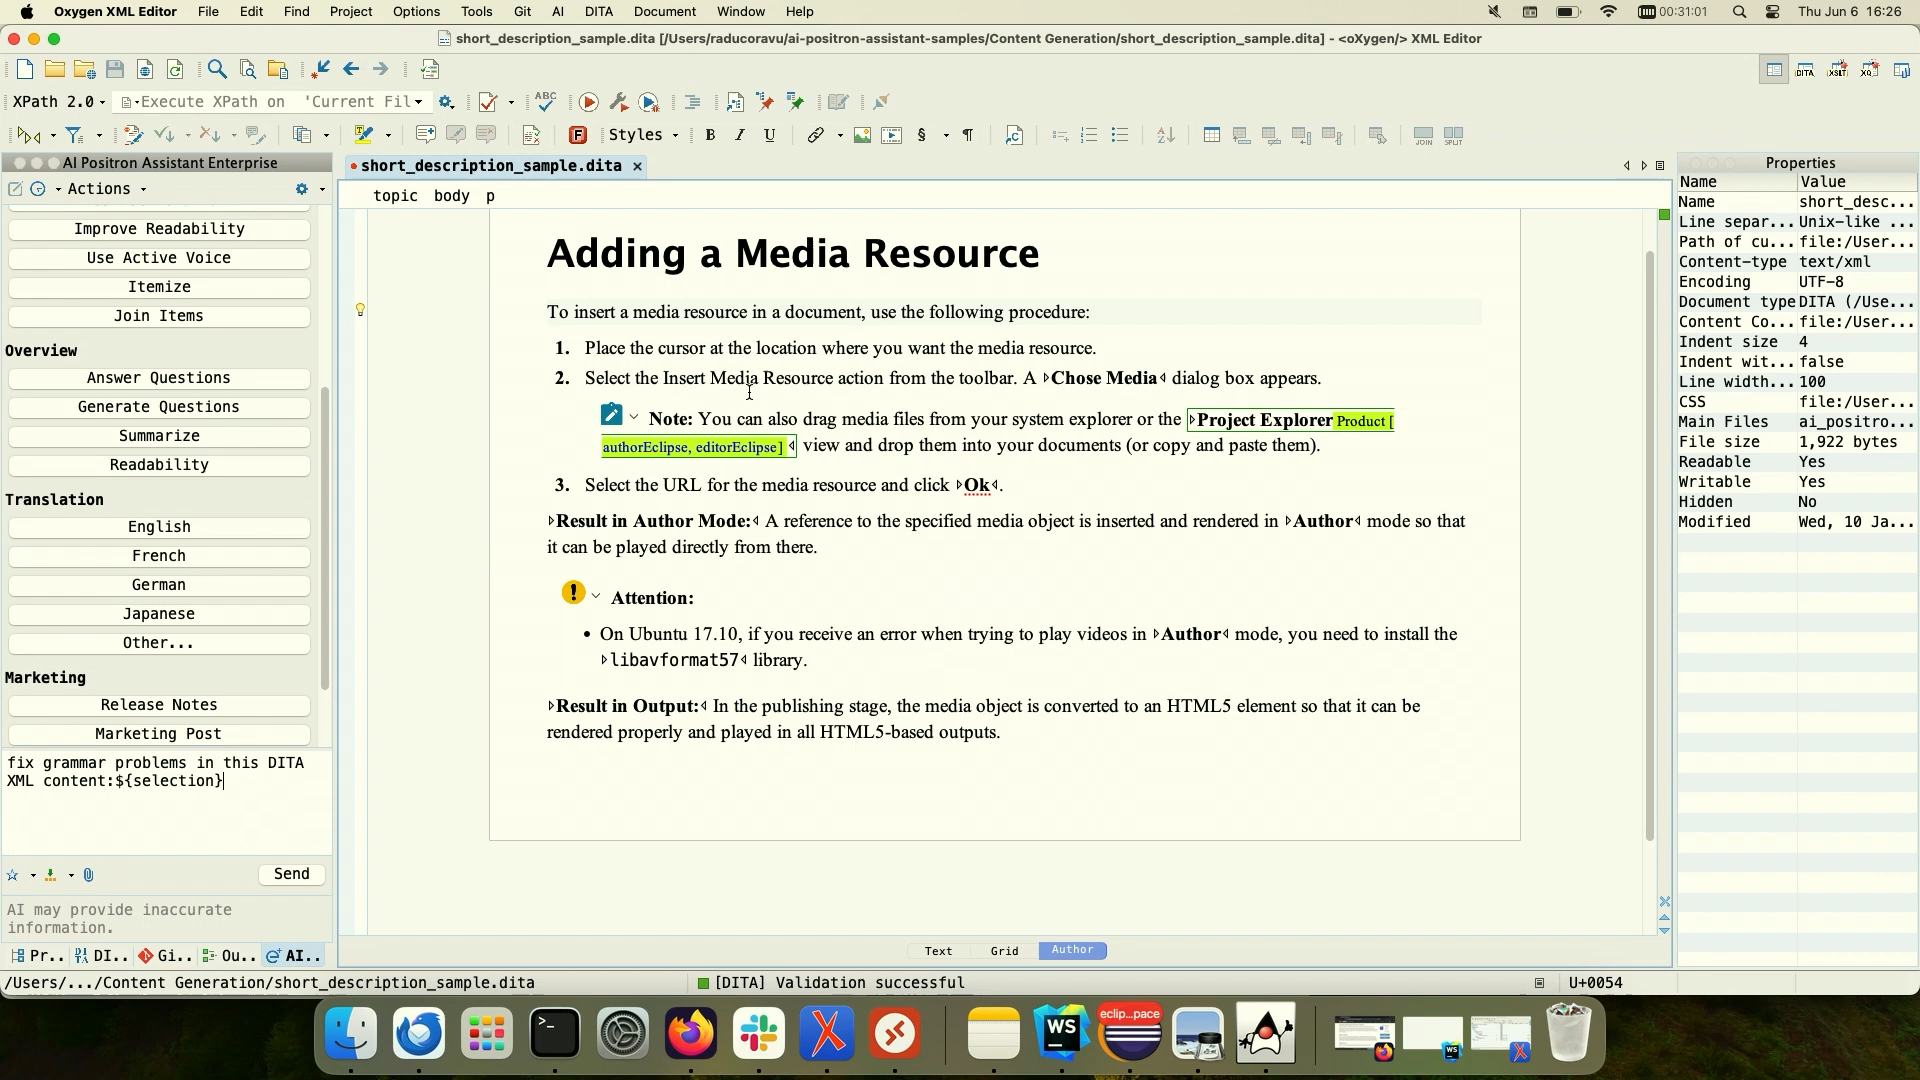 Oxygen XML Editor File Edit Find Project Options Tools Git AI DITA Document Window Help 00:31:01 Thu Jun 6 16:26
short_description_sample.dita [/Users/raducoravu/ai-positron-assistant-samples/Content Generation/short_description_sample.dita] - <oXygen/> XML Editor
XPath 2.0 Execute XPath on 'Current Fil
Styles B I U
JOIN SPLIT
AI Positron Assistant Enterprise
Actions
Improve Readability
Use Active Voice
Itemize
Join Items
Overview
Answer Questions
Generate Questions
Summarize
Readability
Translation
English
French
German
Japanese
Other...
Marketing
Release Notes
Marketing Post
fix grammar problems in this DITA
XML content:${selection}
Send
AI may provide inaccurate
information.
Pr.. DI.. Gi.. Ou.. AI..
short_description_sample.dita
topic body p
Adding a Media Resource
To insert a media resource in a document, use the following procedure:
1. Place the cursor at the location where you want the media resource.
2. Select the Insert Media Resource action from the toolbar. A Chose Media dialog box appears.
Note: You can also drag media files from your system explorer or the Project Explorer Product [
authorEclipse, editorEclipse] view and drop them into your documents (or copy and paste them).
3. Select the URL for the media resource and click Ok.
Result in Author Mode: A reference to the specified media object is inserted and rendered in Author mode so that
it can be played directly from there.
Attention:
• On Ubuntu 17.10, if you receive an error when trying to play videos in Author mode, you need to install the
libavformat57 library.
Result in Output: In the publishing stage, the media object is converted to an HTML5 element so that it can be
rendered properly and played in all HTML5-based outputs.
Text Grid Author
Properties
Name Value
Name short_desc...
Line separ... Unix-like ...
Path of cu... file:/User...
Content-type text/xml
Encoding UTF-8
Document type DITA (/Use...
Content Co... file:/User...
Indent size 4
Indent wit... false
Line width... 100
CSS file:/User...
Main Files ai_positro...
File size 1,922 bytes
Readable Yes
Writable Yes
Hidden No
Modified Wed, 10 Ja...
/Users/.../Content Generation/short_description_sample.dita [DITA] Validation successful U+0054
eclip...pace
WS